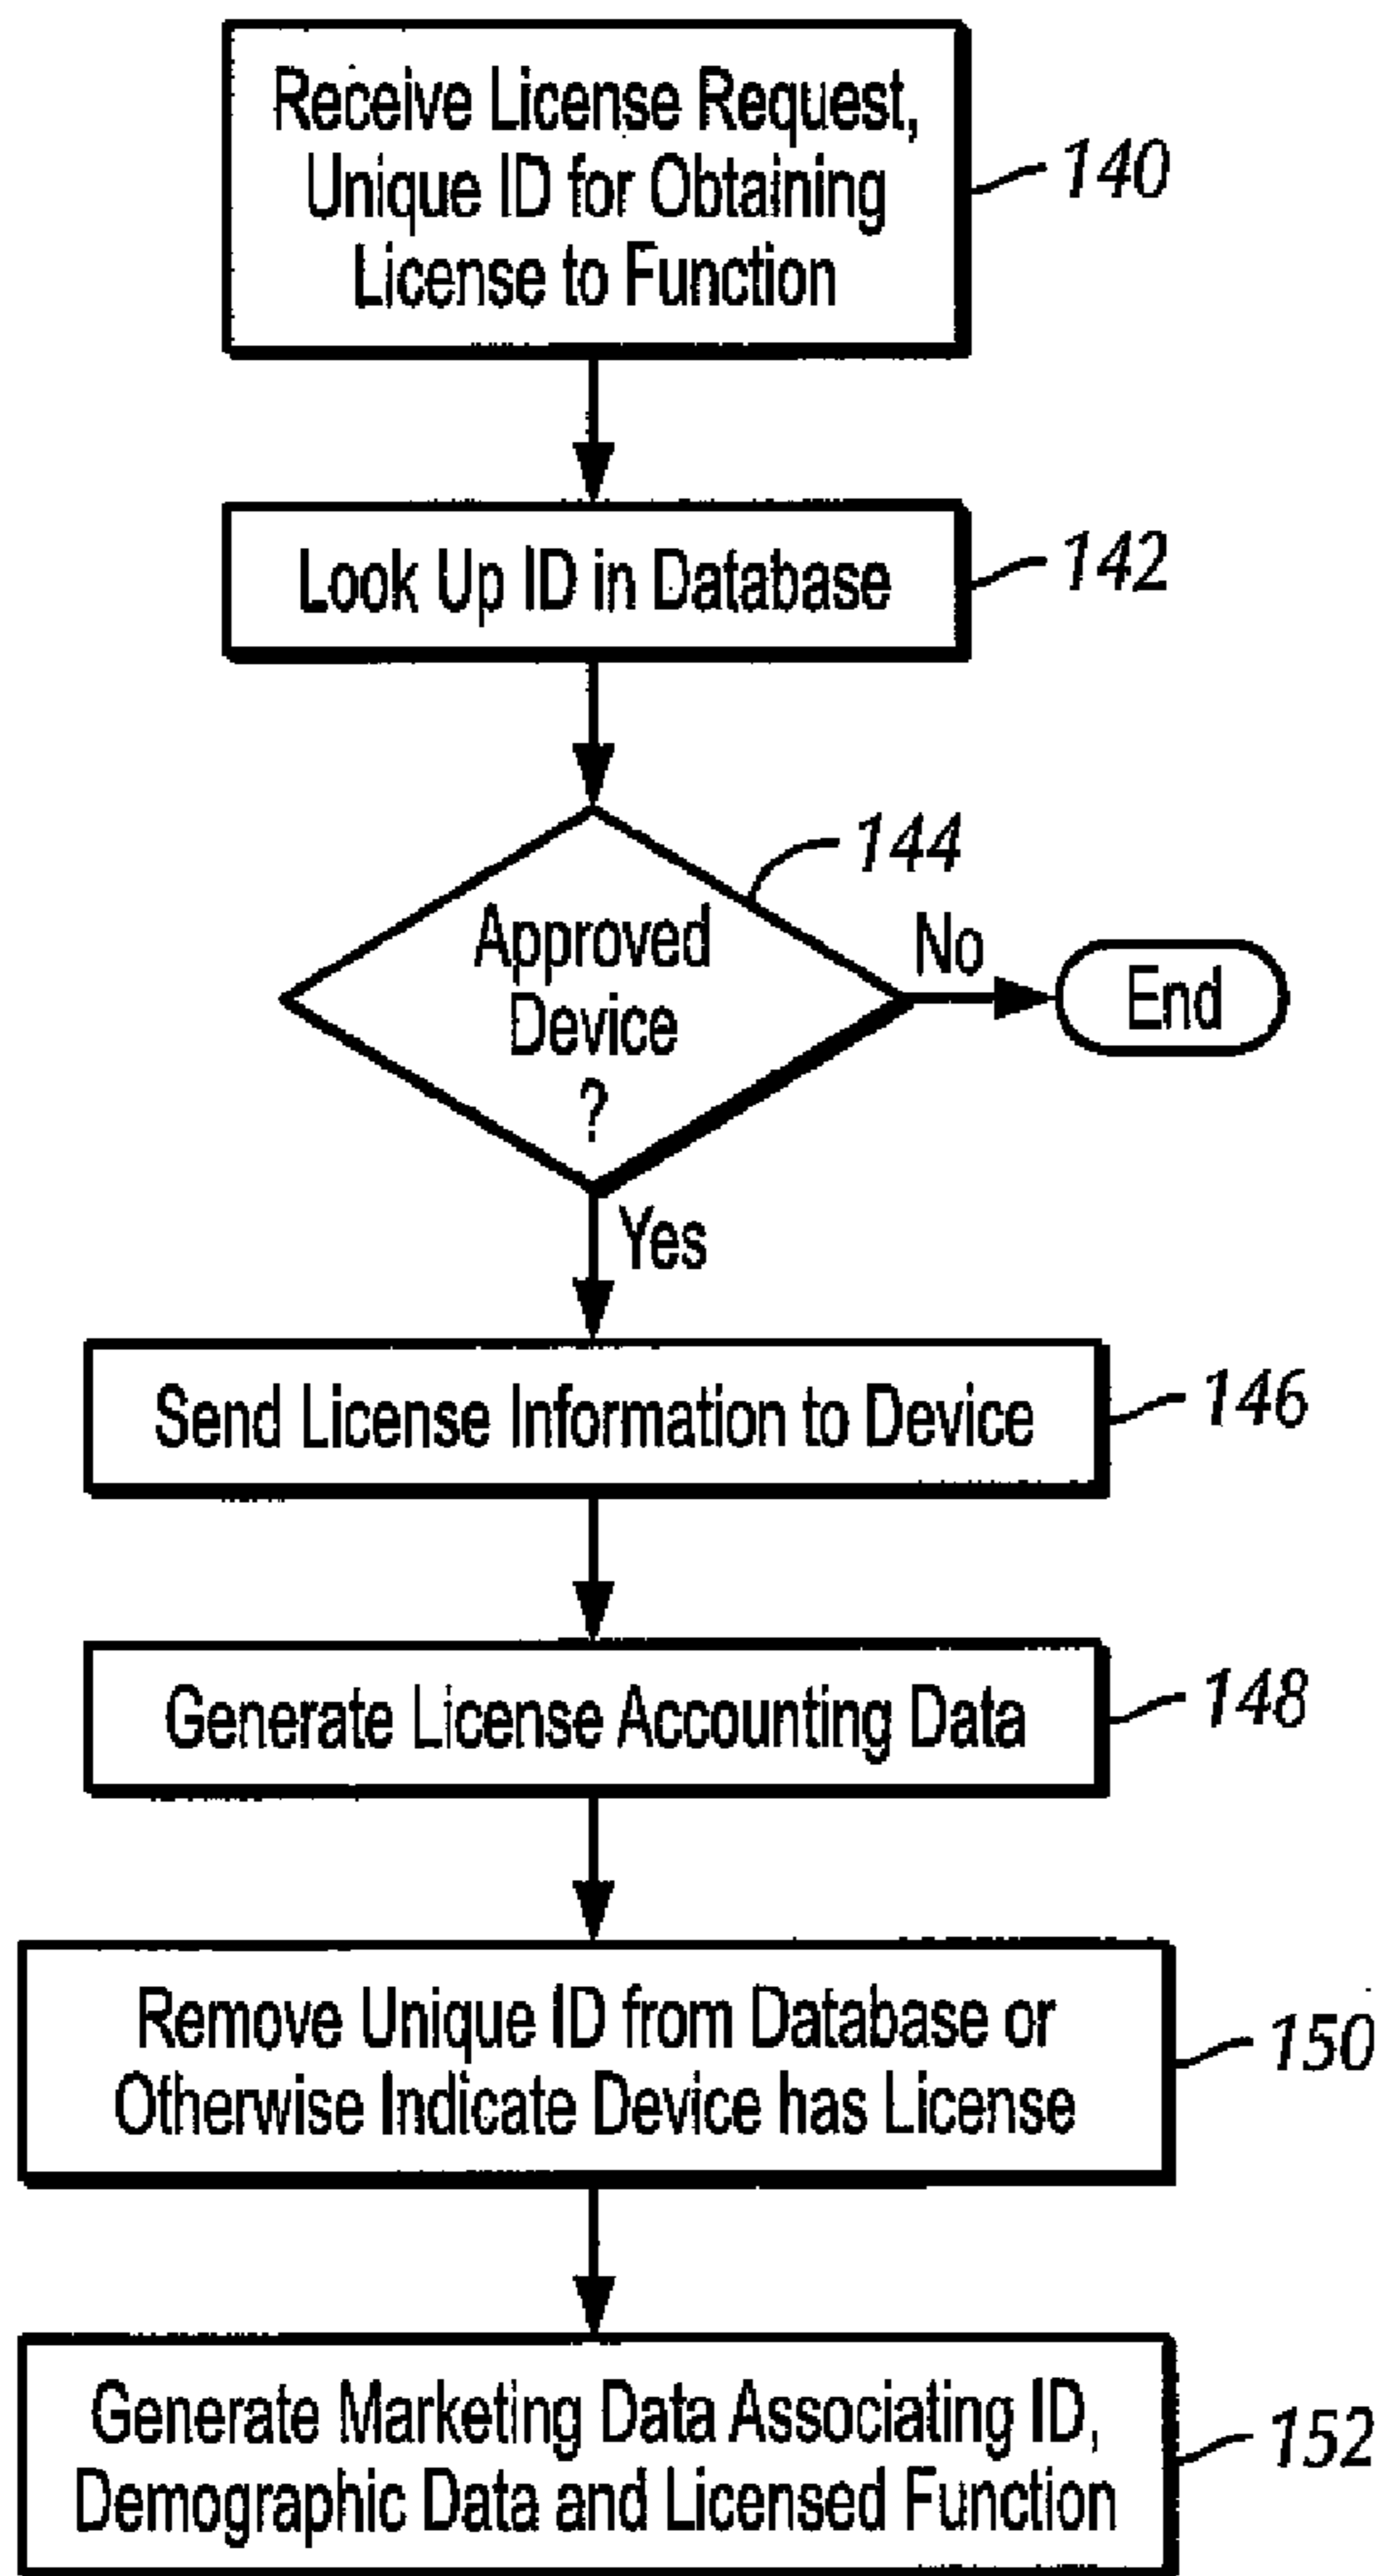 Receive License Request,
Unique ID for Obtaining
License to Function
140
Look Up ID in Database
142
144
Approved
Device
?
No
End
Yes
Send License Information to Device
146
Generate License Accounting Data
148
Remove Unique ID from Database or
Otherwise Indicate Device has License
150
Generate Marketing Data Associating ID,
Demographic Data and Licensed Function
152